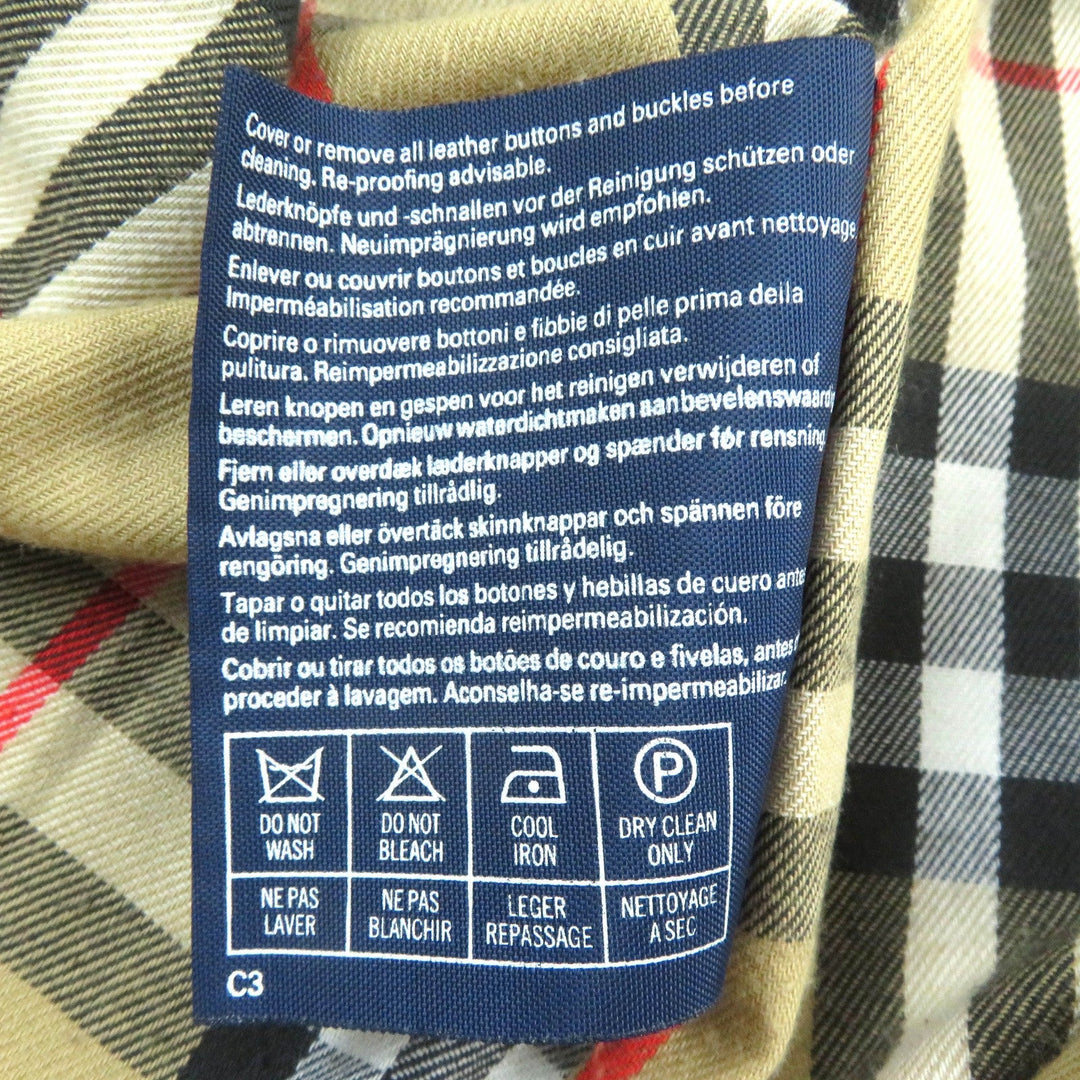 Cover or remove all leather buttons and buckles before
cleaning. Re-proofing advisable.
Lederknöpfe und -schnallen vor der Reinigung schützen oder
abtrennen. Neuimprägnierung wird empfohlen.
Enlever ou couvrir boutons et boucles en cuir avant nettoyage
Imperméabilisation recommandée.
Coprire o rimuovere bottoni e fibbie di pelle prima della
pulitura. Reimpermeabilizzazione consigliata.
Leren knopen en gespen voor het reinigen verwijderen of
beschermen. Opnieuw waterdichtmaken aanbevelenswaard
Fjern eller overdæk læderknapper og spænder før rensning
Genimprægnering tillrådlig.
Avlagsna eller övertäck skinnknappar och spännen före
rengöring. Genimpregnering tillrådelig.
Tapar o quitar todos los botones y hebillas de cuero antes
de limpiar. Se recomienda reimpermeabilización.
Cobrir ou tirar todos os botões de couro e fivelas, antes
proceder à lavagem. Aconselha-se re-impermeabilizar.
P
DO NOT WASH
DO NOT BLEACH
COOL IRON
DRY CLEAN ONLY
NE PAS LAVER
NE PAS BLANCHIR
LEGER REPASSAGE
NETTOYAGE A SEC
C3